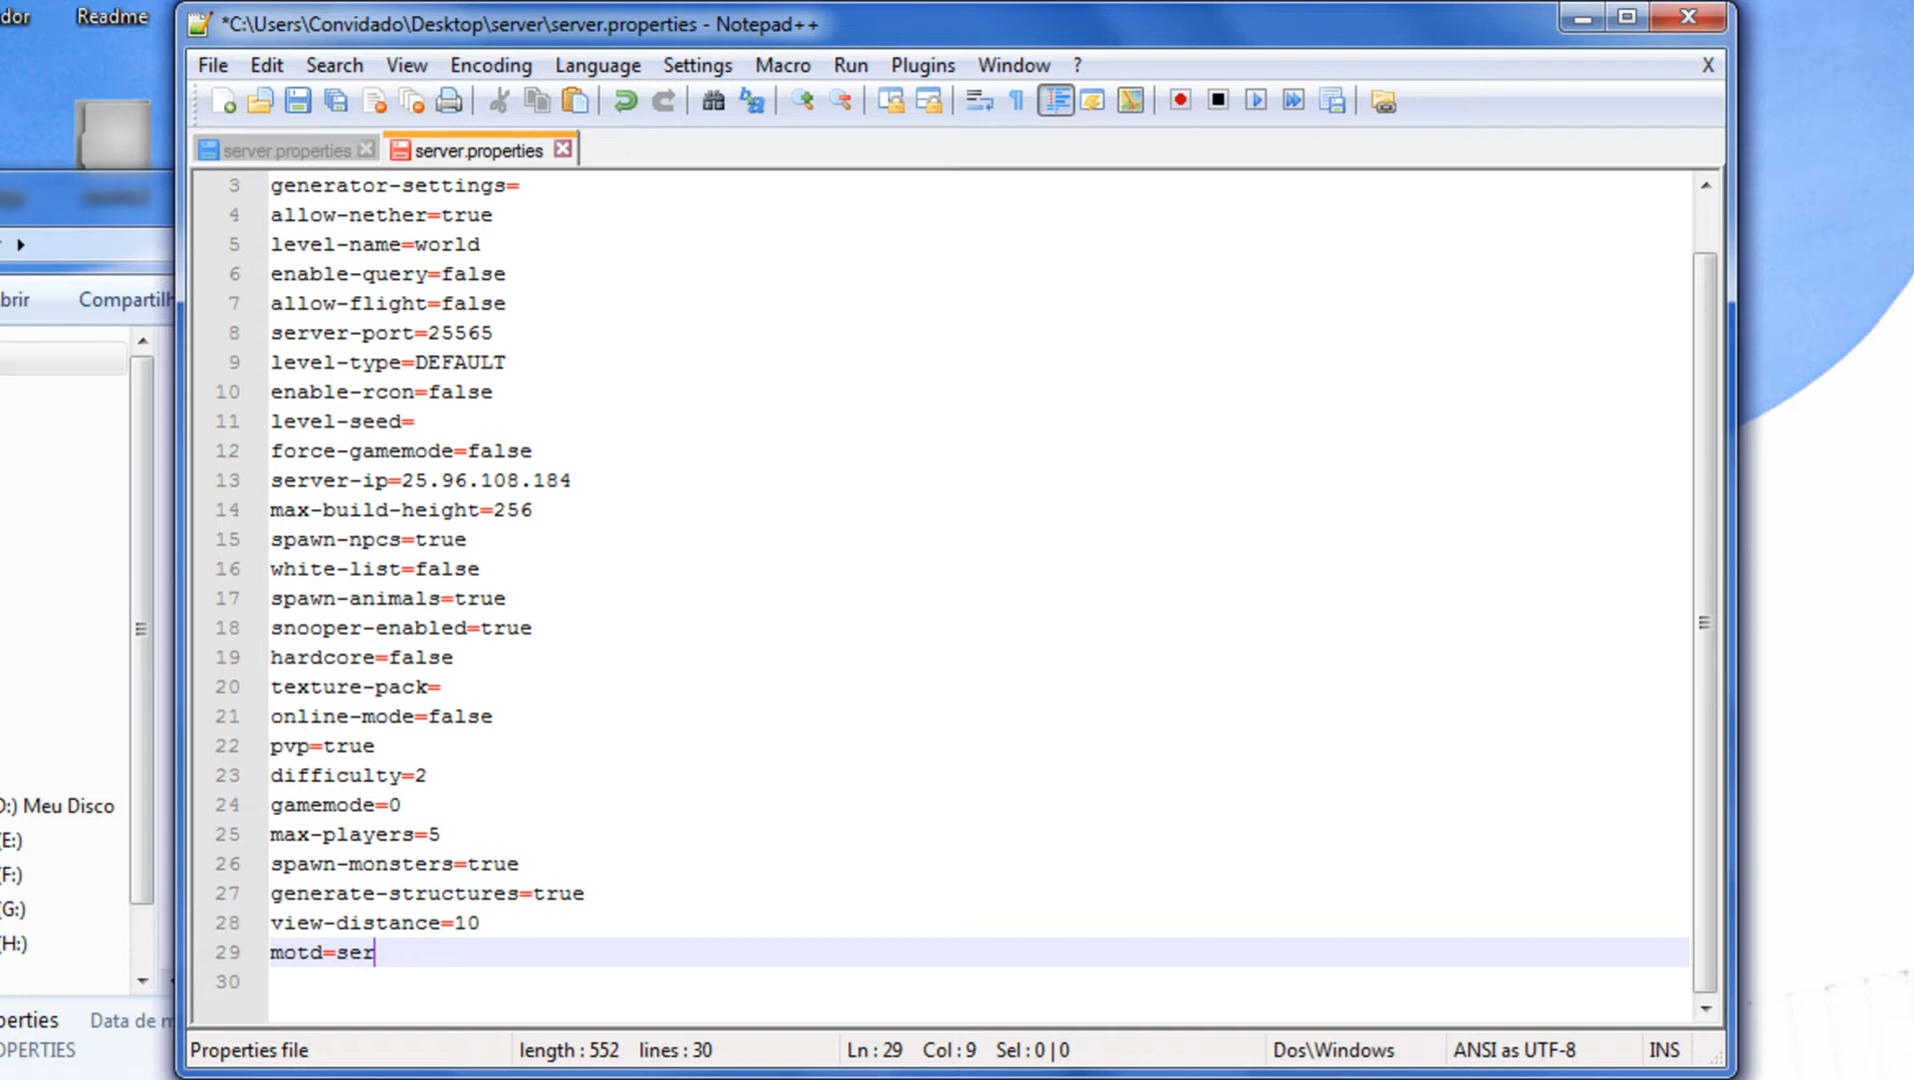 dor
Readme
*C:\Users\Convidado\Desktop\server\server.properties - Notepad++
File Edit Search View Encoding Language Settings Macro Run Plugins Window ? X
server.properties server.properties
brir Compartilh
3 generator-settings=
4 allow-nether=true
5 level-name=world
6 enable-query=false
7 allow-flight=false
8 server-port=25565
9 level-type=DEFAULT
10 enable-rcon=false
11 level-seed=
12 force-gamemode=false
13 server-ip=25.96.108.184
14 max-build-height=256
15 spawn-npcs=true
16 white-list=false
17 spawn-animals=true
18 snooper-enabled=true
19 hardcore=false
20 texture-pack=
21 online-mode=false
22 pvp=true
23 difficulty=2
24 gamemode=0
25 max-players=5
26 spawn-monsters=true
27 generate-structures=true
28 view-distance=10
29 motd=ser
30
D:) Meu Disco
(E:)
(F:)
(G:)
(H:)
perties Data de m
OPERTIES
Properties file length : 552 lines : 30 Ln : 29 Col : 9 Sel : 0 | 0 Dos\Windows ANSI as UTF-8 INS